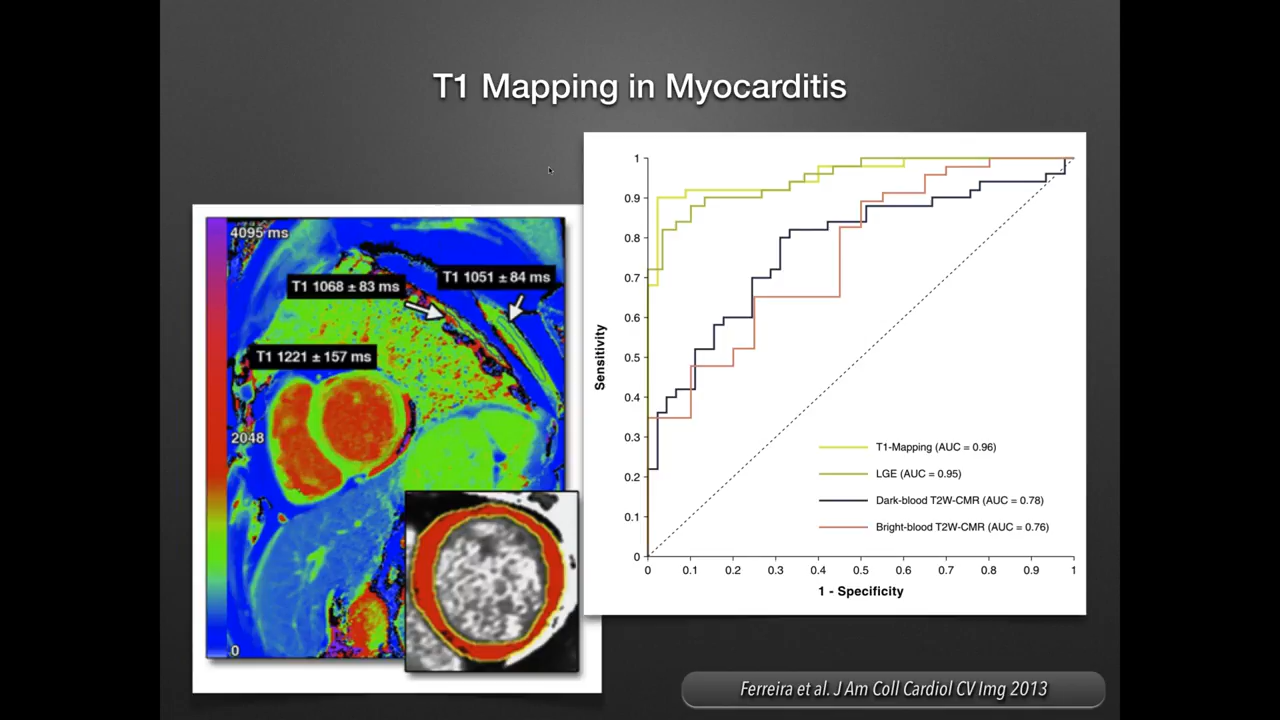 T1 Mapping in Myocarditis
4095 ms
T1 1068 ± 83 ms
T1 1051 ± 84 ms
T1 1221 ± 157 ms
2048
0
Sensitivity
1
0.9
0.8
0.7
0.6
0.5
0.4
0.3
0.2
0.1
0
T1-Mapping (AUC = 0.96)
LGE (AUC = 0.95)
Dark-blood T2W-CMR (AUC = 0.78)
Bright-blood T2W-CMR (AUC = 0.76)
0 0.1 0.2 0.3 0.4 0.5 0.6 0.7 0.8 0.9 1
1 - Specificity
Ferreira et al. J Am Coll Cardiol CV Img 2013